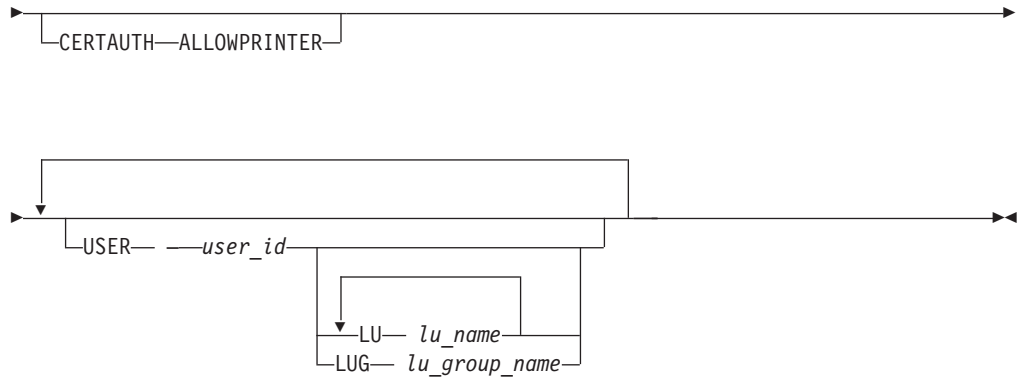 CERTAUTH ALLOWPRINTER
USER – user_id
LU lu_name
LUG lu_group_name